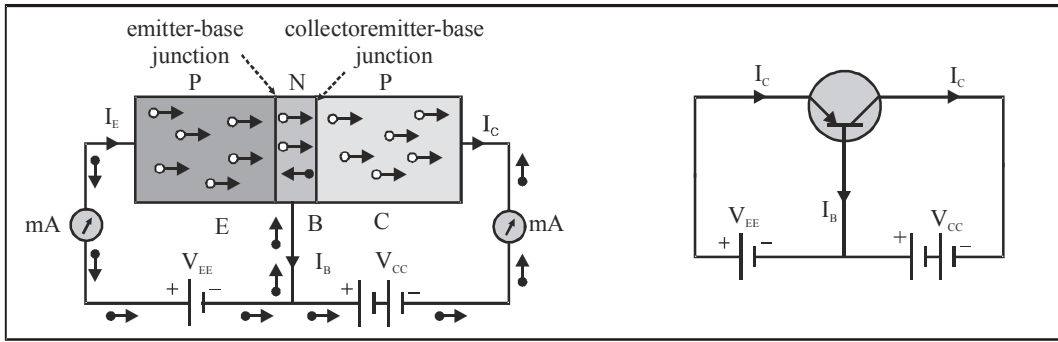 emitter-base
junction
collectoremitter-base
junction
P N P
I_E
I_C
mA
mA
E B C
I_B
V_EE
V_CC
+ –
+ –
I_C
I_C
I_B
V_EE
V_CC
+ –
+ –